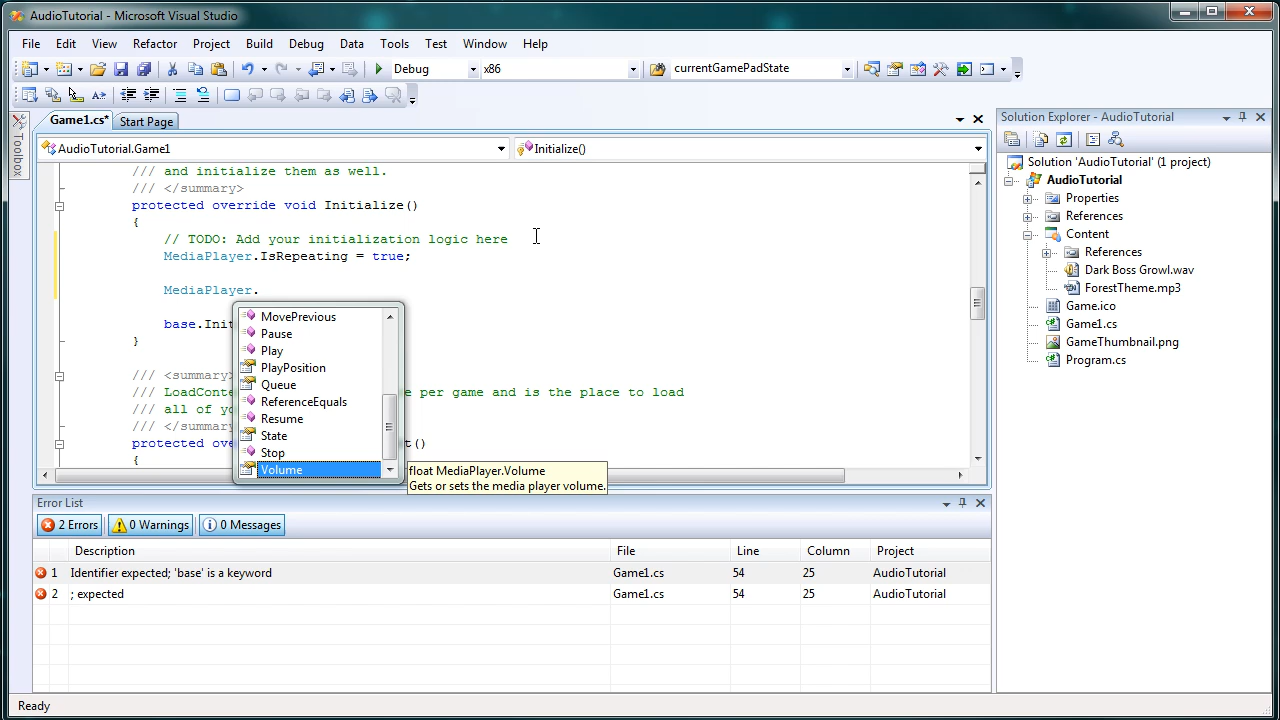 AudioTutorial - Microsoft Visual Studio
File Edit View Refactor Project Build Debug Data Tools Test Window Help
Debug x86 currentGamePadState
Game1.cs* Start Page
AudioTutorial.Game1 Initialize()
/// and initialize them as well.
/// </summary>
protected override void Initialize()
{
// TODO: Add your initialization logic here
MediaPlayer.IsRepeating = true;
MediaPlayer.
base.Init
}
/// <summary>
/// LoadConte e per game and is the place to load
/// all of yo
/// </summary>
protected over t()
{
MovePrevious
Pause
Play
PlayPosition
Queue
ReferenceEquals
Resume
State
Stop
Volume
float MediaPlayer.Volume
Gets or sets the media player volume.
Toolbox
Solution Explorer - AudioTutorial
Solution 'AudioTutorial' (1 project)
AudioTutorial
Properties
References
Content
References
Dark Boss Growl.wav
ForestTheme.mp3
Game.ico
Game1.cs
GameThumbnail.png
Program.cs
Error List
2 Errors 0 Warnings 0 Messages
Description File Line Column Project
1 Identifier expected; 'base' is a keyword Game1.cs 54 25 AudioTutorial
2 ; expected Game1.cs 54 25 AudioTutorial
Ready